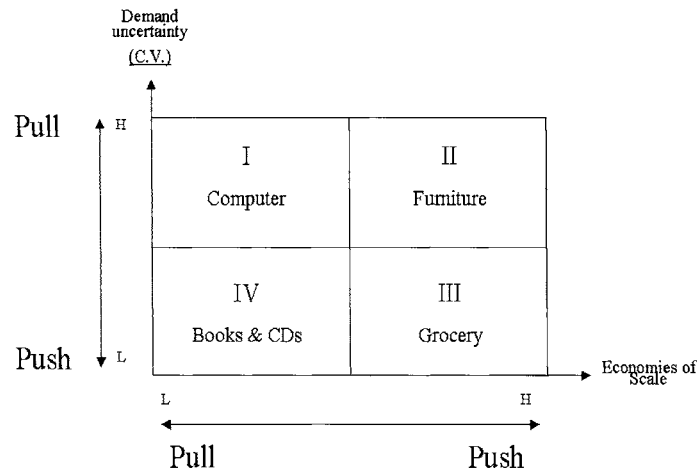 Demand
uncertainty
(C.V.)
Pull
H
I
II
Computer
Furniture
IV
III
Books & CDs
Grocery
Push
L
Economies of
Scale
L
H
Pull
Push